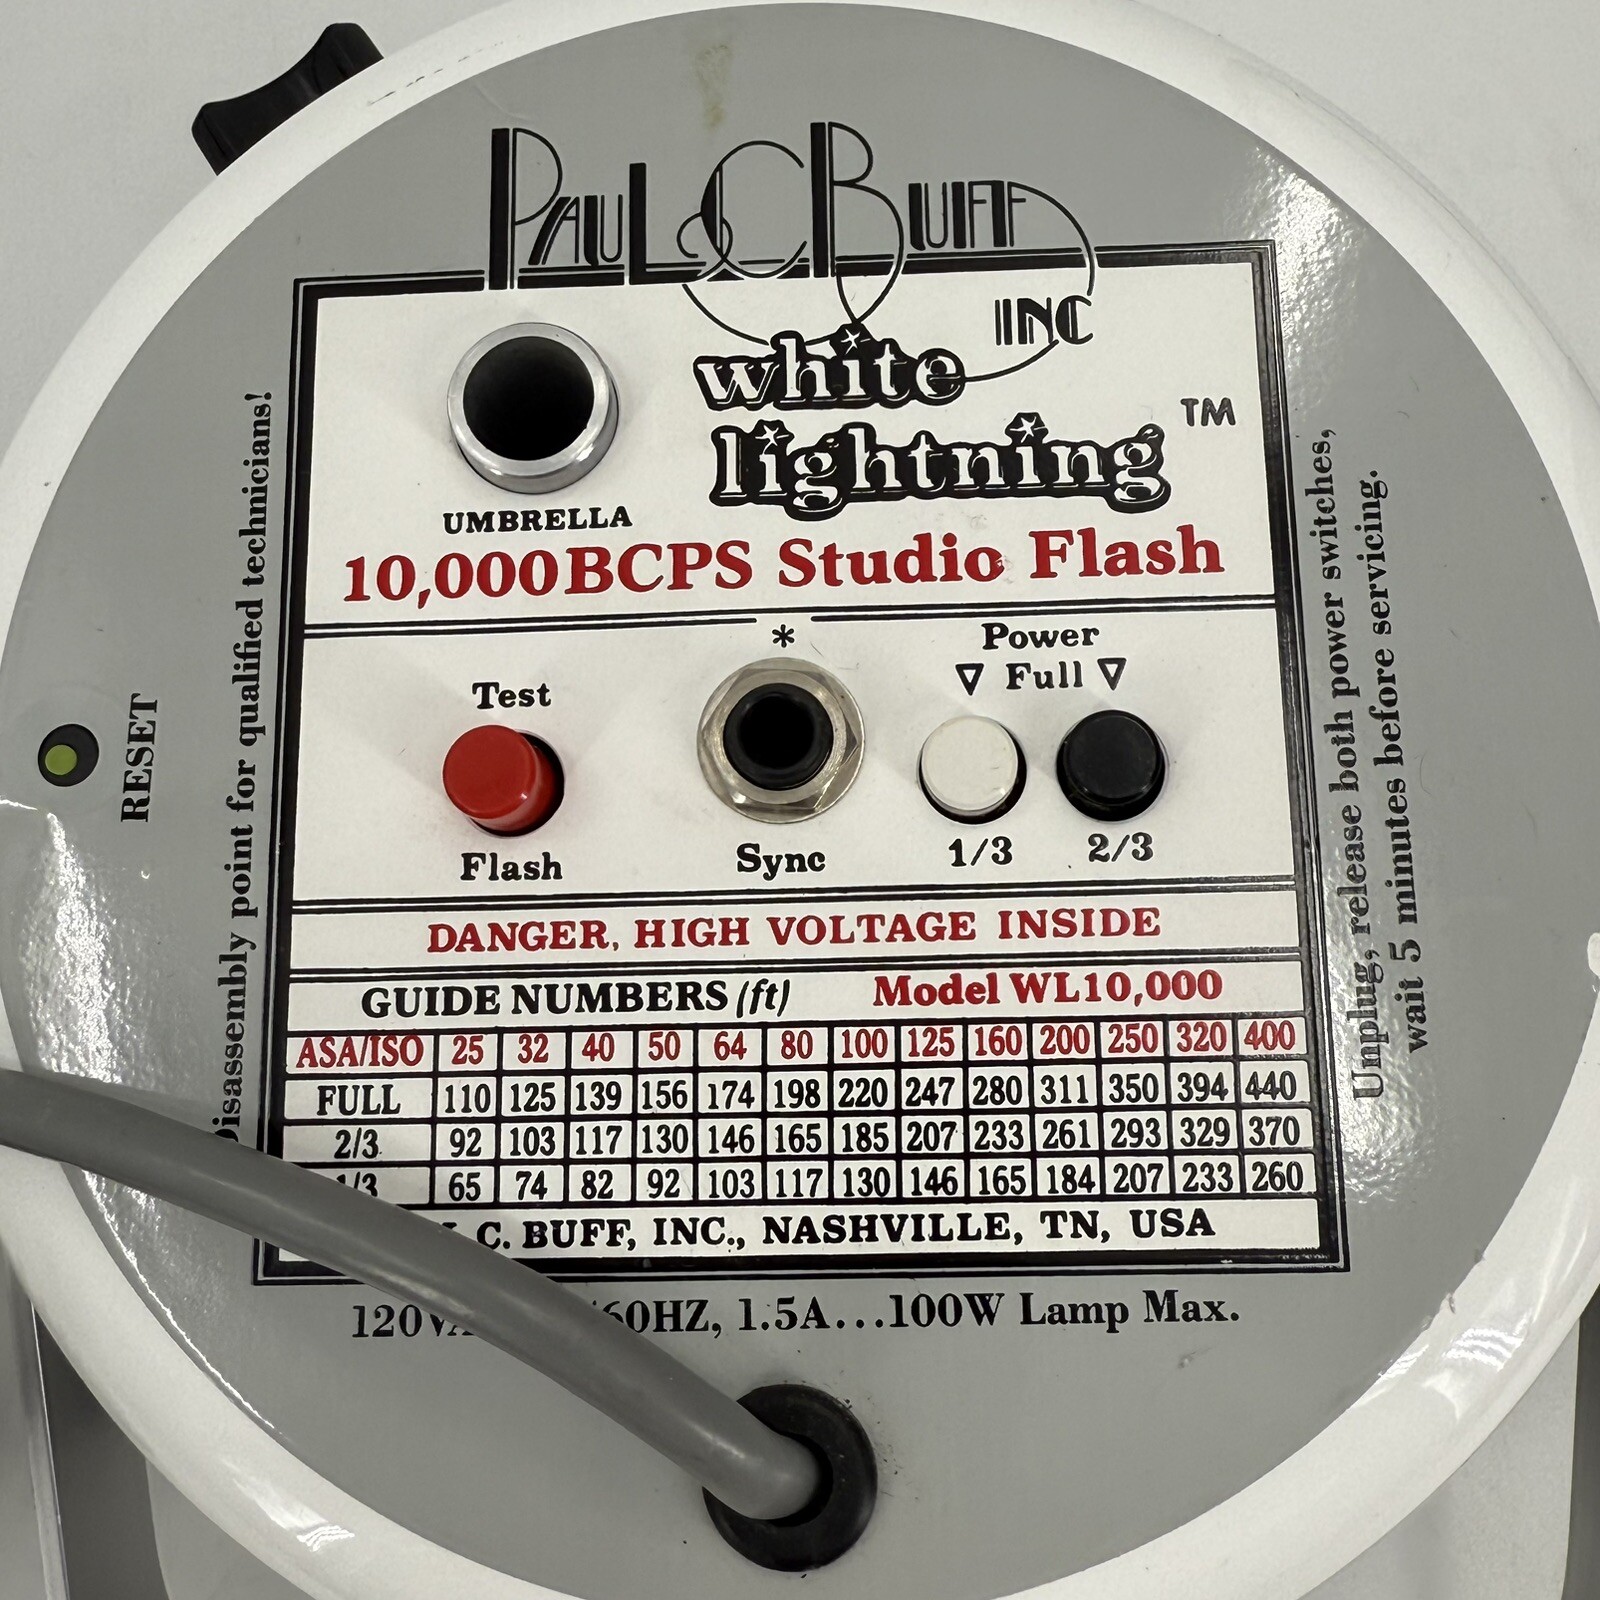 PAUL C BUFF
INC
white
lightning
TM
UMBRELLA
10,000BCPS Studio Flash
*
Power
Full
Test
Flash
Sync
1/3 2/3
DANGER, HIGH VOLTAGE INSIDE
GUIDE NUMBERS (ft) Model WL10,000
ASA/ISO 25 32 40 50 64 80 100 125 160 200 250 320 400
FULL 110 125 139 156 174 198 220 247 280 311 350 394 440
2/3 92 103 117 130 146 165 185 207 233 261 293 329 370
1/3 65 74 82 92 103 117 130 146 165 184 207 233 260
C. BUFF, INC., NASHVILLE, TN, USA
60HZ, 1.5A...100W Lamp Max.
RESET
Disassembly point for qualified technicians!
Unplug, release both power switches,
wait 5 minutes before servicing.